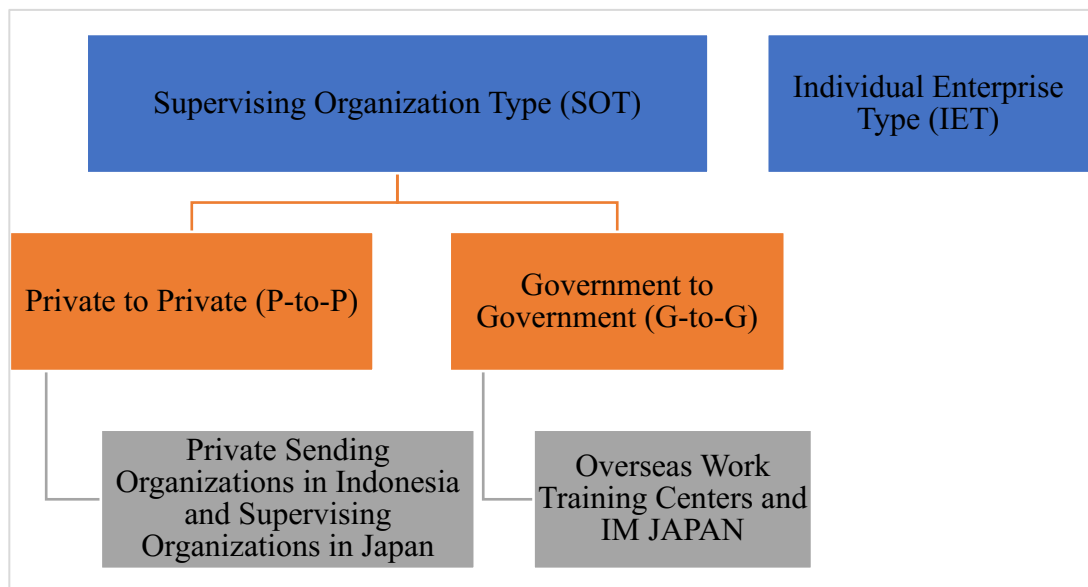 Supervising Organization Type (SOT)
Individual Enterprise
Type (IET)
Private to Private (P-to-P)
Government to
Government (G-to-G)
Private Sending
Organizations in Indonesia
and Supervising
Organizations in Japan
Overseas Work
Training Centers and
IM JAPAN